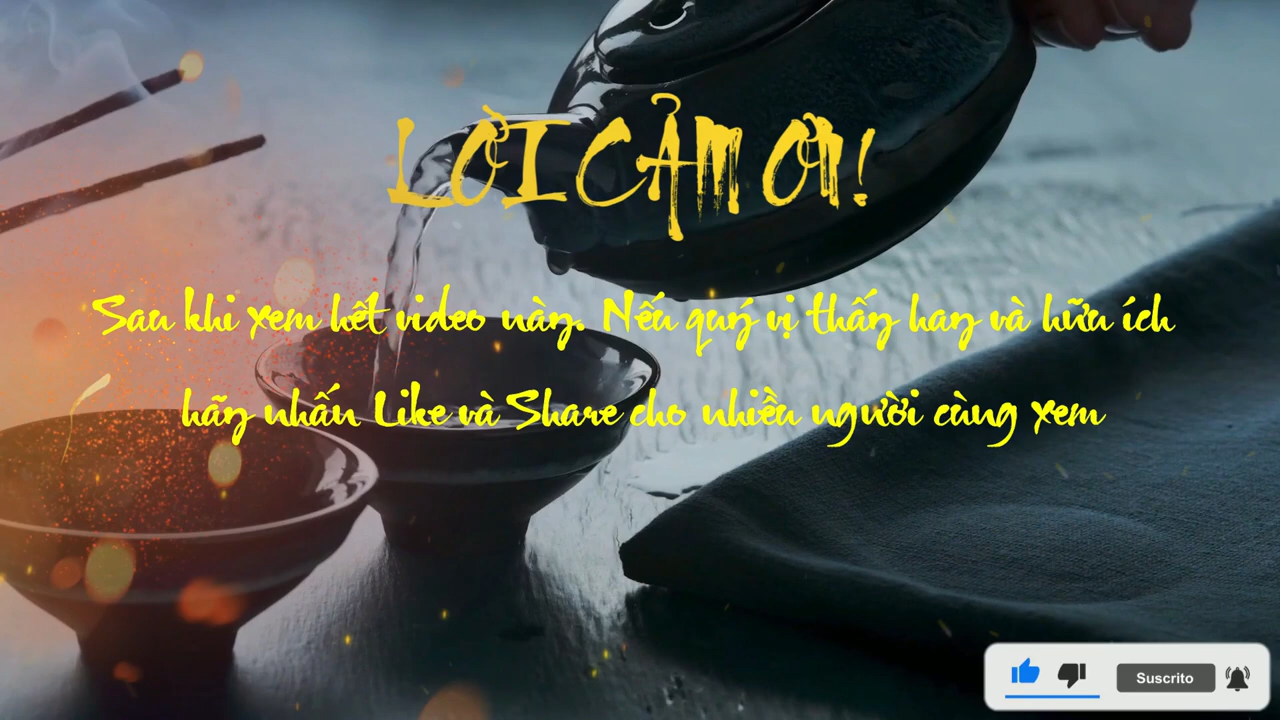 LỜI CẢM ƠN!
Sau khi xem hết video này. Nếu quý vị thấy hay và hữu ích
hãy nhấn Like và Share cho nhiều người cùng xem
Suscrito